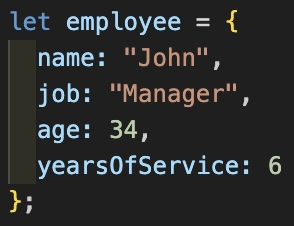 let employee = {
  name: "John",
  job: "Manager",
  age: 34,
  yearsOfService: 6
};